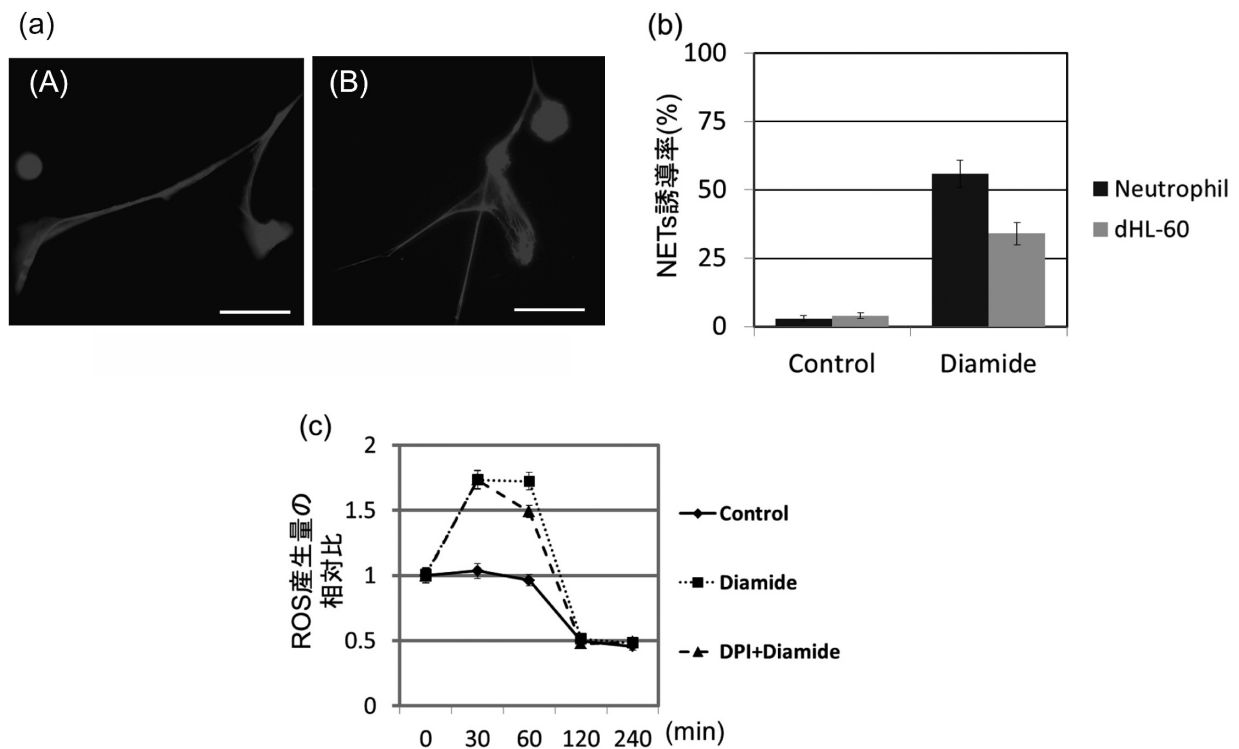 (a)
(A)
(B)
(b)
NETs誘導率(%)
100
75
50
25
0
Control
Diamide
Neutrophil
dHL-60
(c)
ROS産生量の
相対比
2
1.5
1
0.5
0
0
30
60
120
240
(min)
Control
Diamide
DPI+Diamide